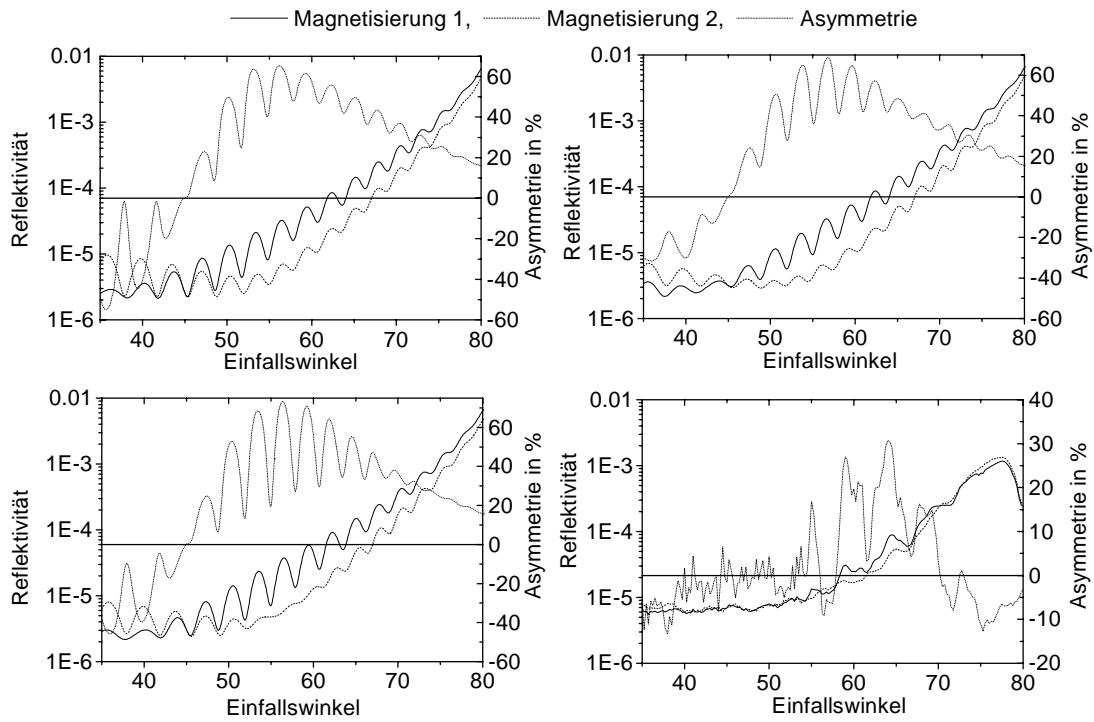 Magnetisierung 1, Magnetisierung 2, Asymmetrie
0.01
1E-3
1E-4
1E-5
1E-6
Reflektivität
60
40
20
0
-20
-40
-60
Asymmetrie in %
40 50 60 70 80
Einfallswinkel
0.01
1E-3
1E-4
1E-5
1E-6
Reflektivität
60
40
20
0
-20
-40
-60
Asymmetrie in %
40 50 60 70 80
Einfallswinkel
0.01
1E-3
1E-4
1E-5
1E-6
Reflektivität
60
40
20
0
-20
-40
-60
Asymmetrie in %
40 50 60 70 80
Einfallswinkel
0.01
1E-3
1E-4
1E-5
1E-6
Reflektivität
40
30
20
10
0
-10
-20
Asymmetrie in %
40 50 60 70 80
Einfallswinkel